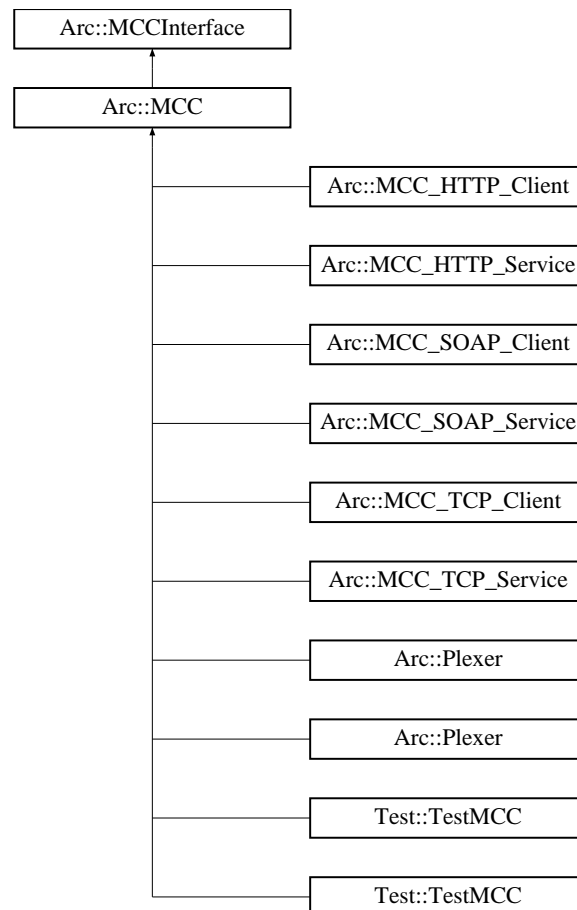 Arc::MCCInterface
Arc::MCC
Arc::MCC_HTTP_Client
Arc::MCC_HTTP_Service
Arc::MCC_SOAP_Client
Arc::MCC_SOAP_Service
Arc::MCC_TCP_Client
Arc::MCC_TCP_Service
Arc::Plexer
Arc::Plexer
Test::TestMCC
Test::TestMCC